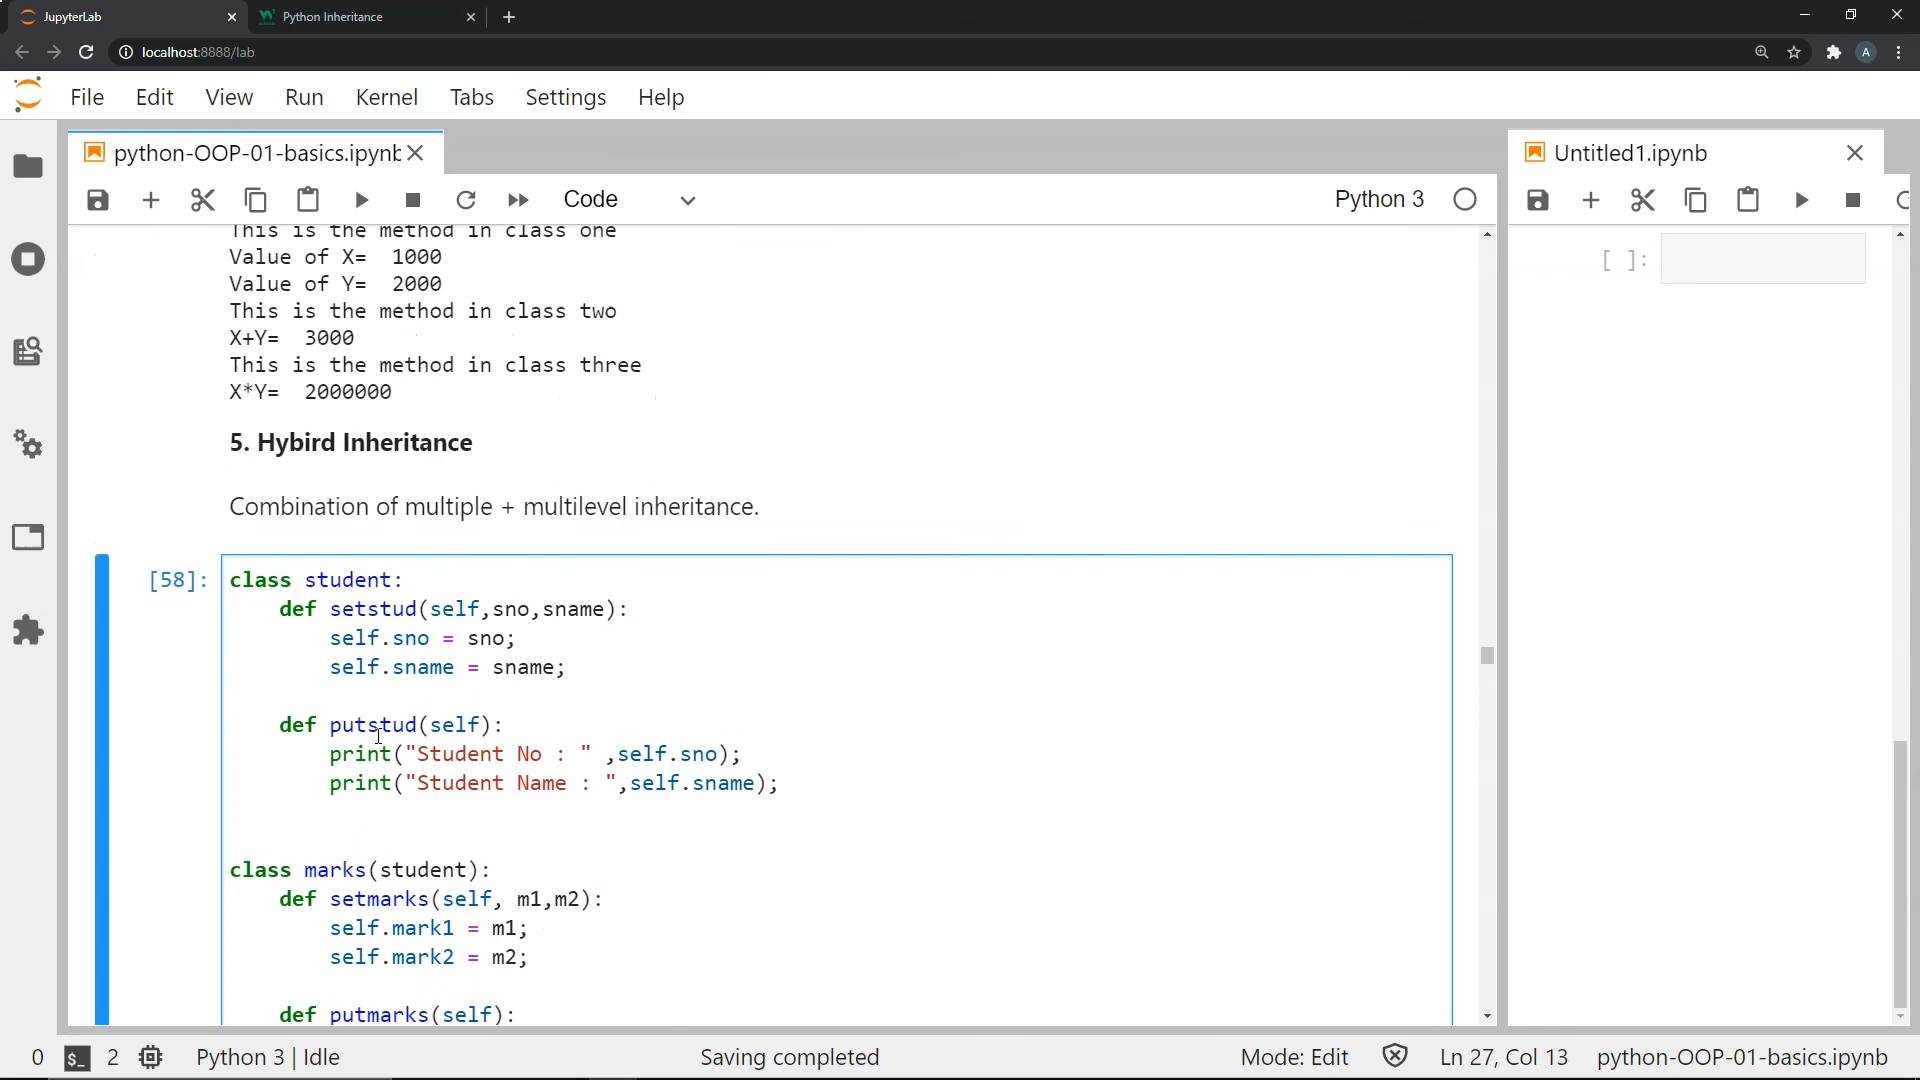 JupyterLab
Python Inheritance
localhost:8888/lab
A
File Edit View Run Kernel Tabs Settings Help
python-OOP-01-basics.ipynb
Untitled1.ipynb
Code
Python 3
This is the method in class one
Value of X=  1000
Value of Y=  2000
This is the method in class two
X+Y=  3000
This is the method in class three
X*Y=  2000000
[ ]:
5. Hybird Inheritance
Combination of multiple + multilevel inheritance.
[58]:
class student:
    def setstud(self,sno,sname):
        self.sno = sno;
        self.sname = sname;
    def putstud(self):
        print("Student No : " ,self.sno);
        print("Student Name : ",self.sname);
class marks(student):
    def setmarks(self, m1,m2):
        self.mark1 = m1;
        self.mark2 = m2;
    def putmarks(self):
0 $_ 2 Python 3 | Idle Saving completed Mode: Edit Ln 27, Col 13 python-OOP-01-basics.ipynb